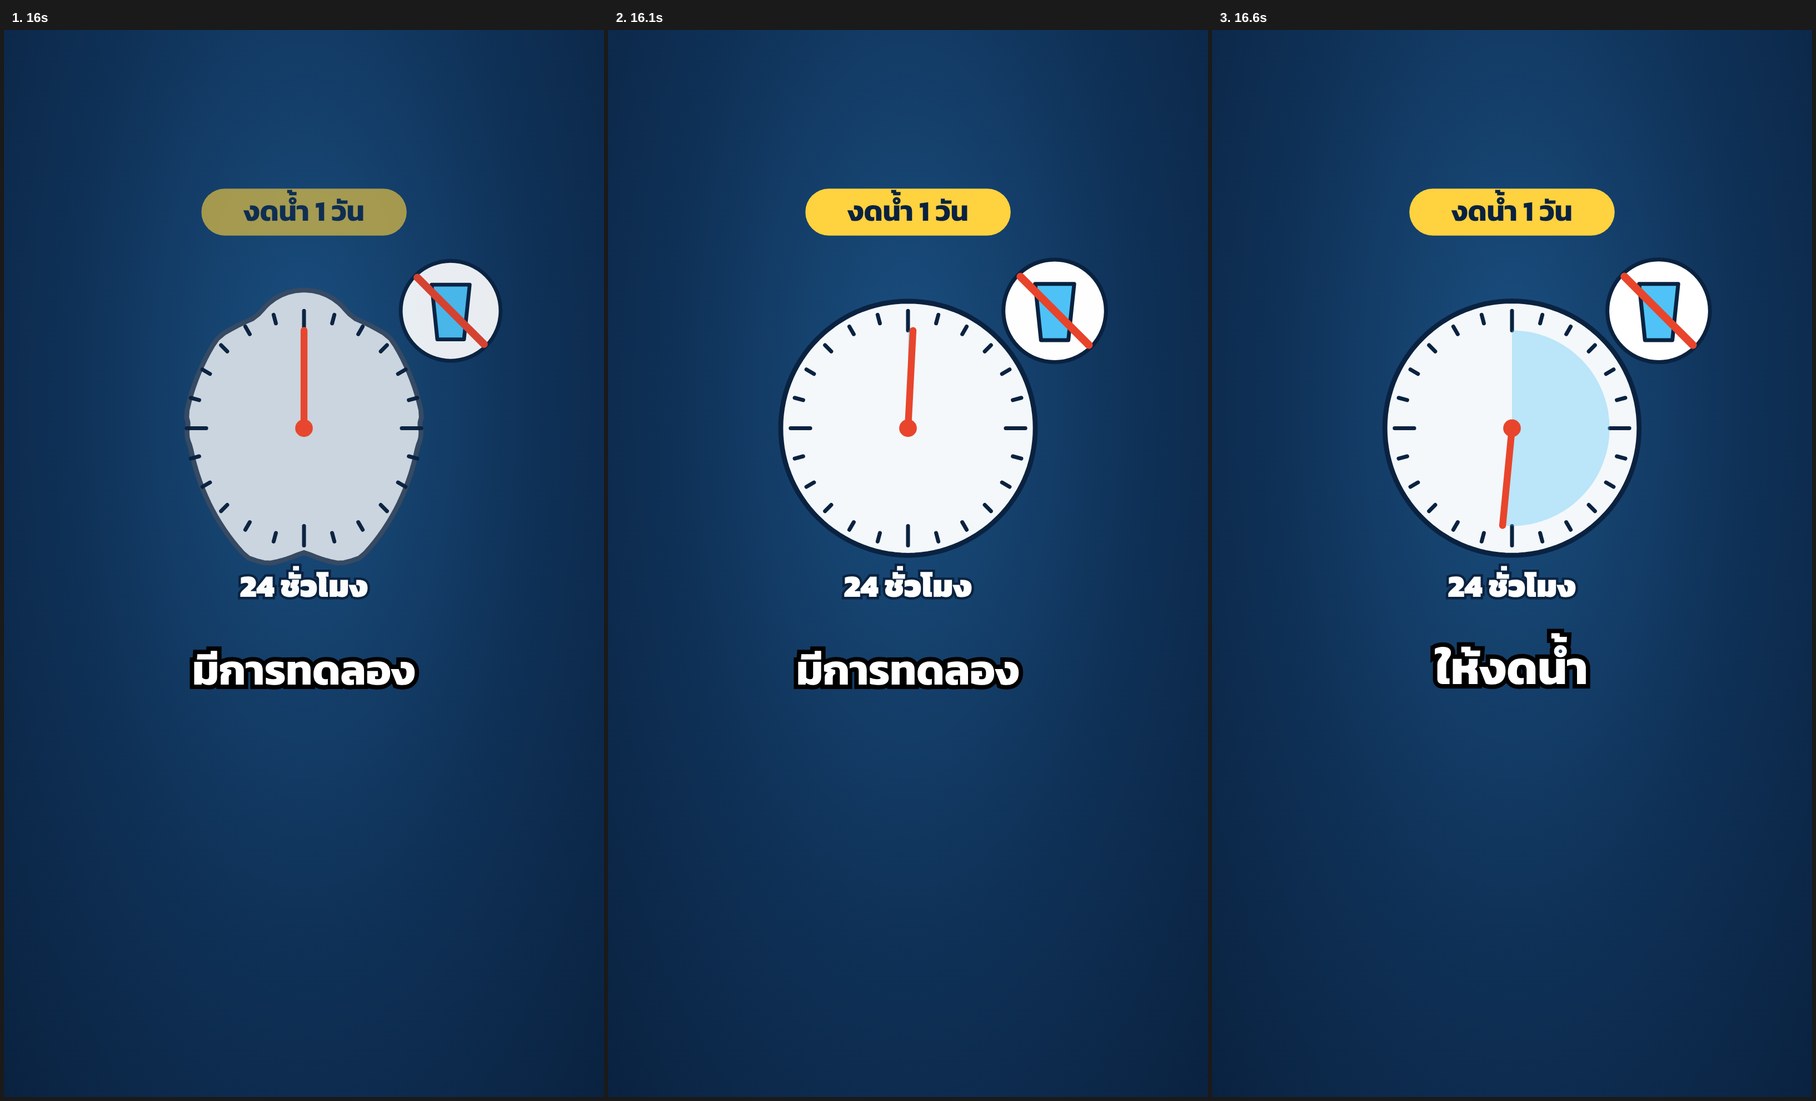 1. 16s
งดน้ำ 1 วัน
24 ชั่วโมง
มีการทดลอง
2. 16.1s
งดน้ำ 1 วัน
24 ชั่วโมง
มีการทดลอง
3. 16.6s
งดน้ำ 1 วัน
24 ชั่วโมง
ให้งดน้ำ